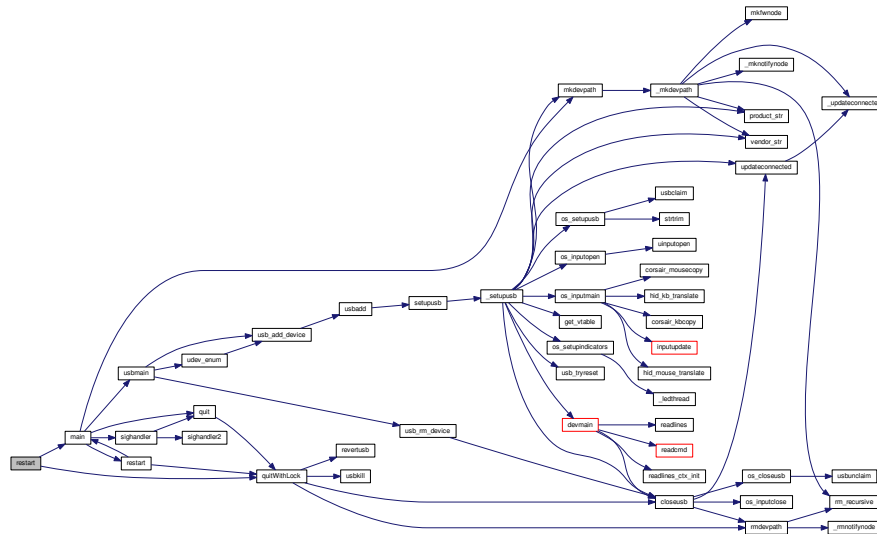 restart
main
usbmain
sighandler
restart
quit
sighandler2
udev_enum
usb_add_device
quitWithLock
usbadd
revertusb
usbkill
setupusb
usb_rm_device
_setupusb
mkdevpath
os_setupusb
os_inputopen
os_inputmain
get_vtable
os_setupindicators
usb_tryreset
devmain
_mkdevpath
usbclaim
strtrim
uinputopen
corsair_mousecopy
hid_kb_translate
corsair_kbcopy
inputupdate
hid_mouse_translate
_ledthread
readlines
readcmd
readlines_ctx_init
closeusb
mkfwnode
_mknotifynode
product_str
vendor_str
updateconnected
os_closeusb
os_inputclose
rmdevpath
_updateconnected
usbunclaim
rm_recursive
_rmnotifynode